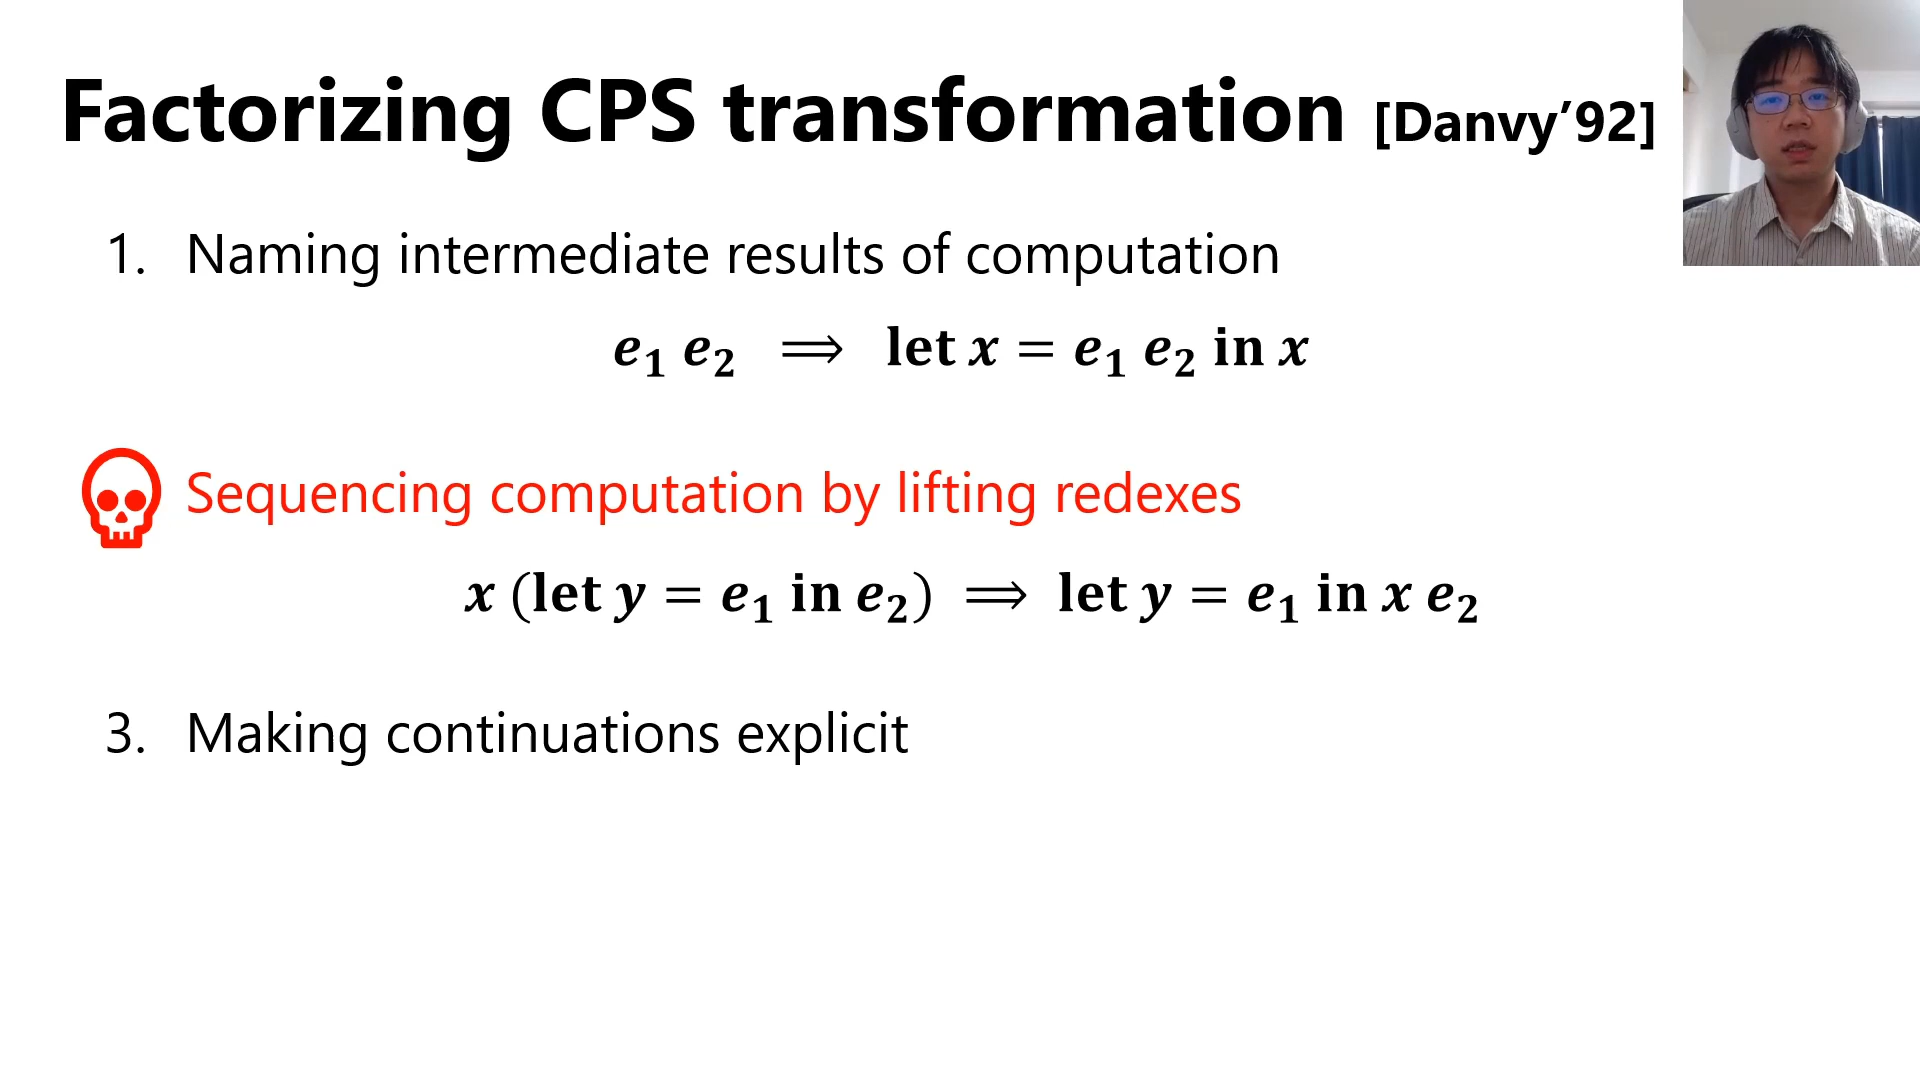 Factorizing CPS transformation [Danvy’92]
1. Naming intermediate results of computation
e₁ e₂ ⟹ let x = e₁ e₂ in x
Sequencing computation by lifting redexes
x (let y = e₁ in e₂) ⟹ let y = e₁ in x e₂
3. Making continuations explicit